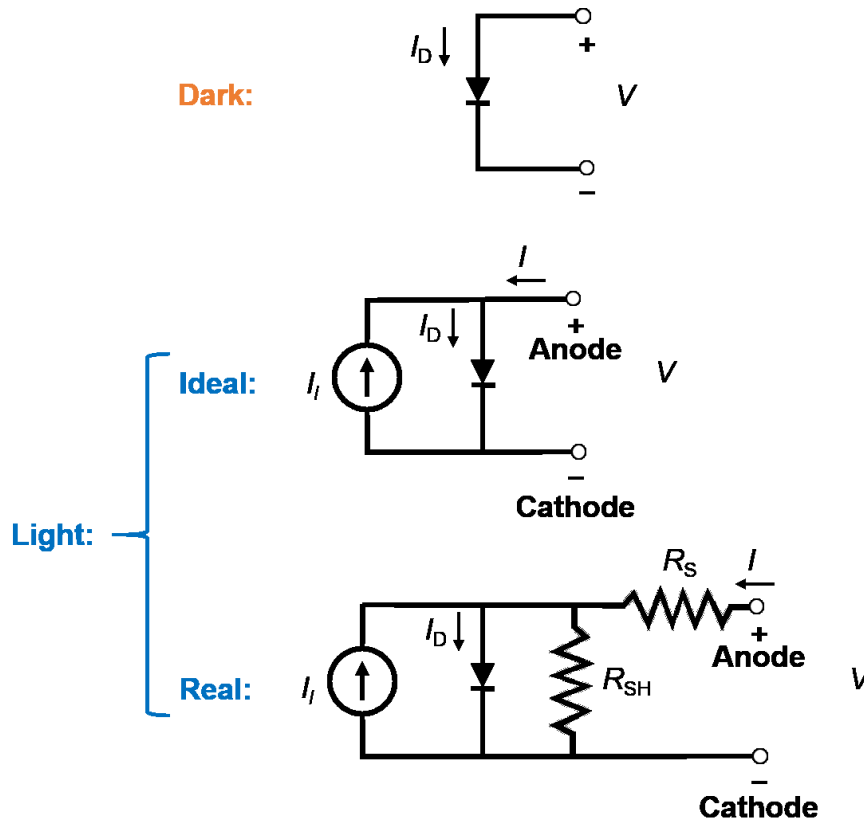 I_D
+
Dark:
V
−
I
I_D
+
Anode
Ideal:
I_l
V
−
Cathode
Light:
R_S
I
I_D
+
Anode
Real:
I_l
R_SH
V
−
Cathode